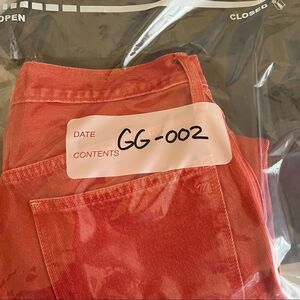 OPEN
CLOSED
DATE
GG-002
CONTENTS